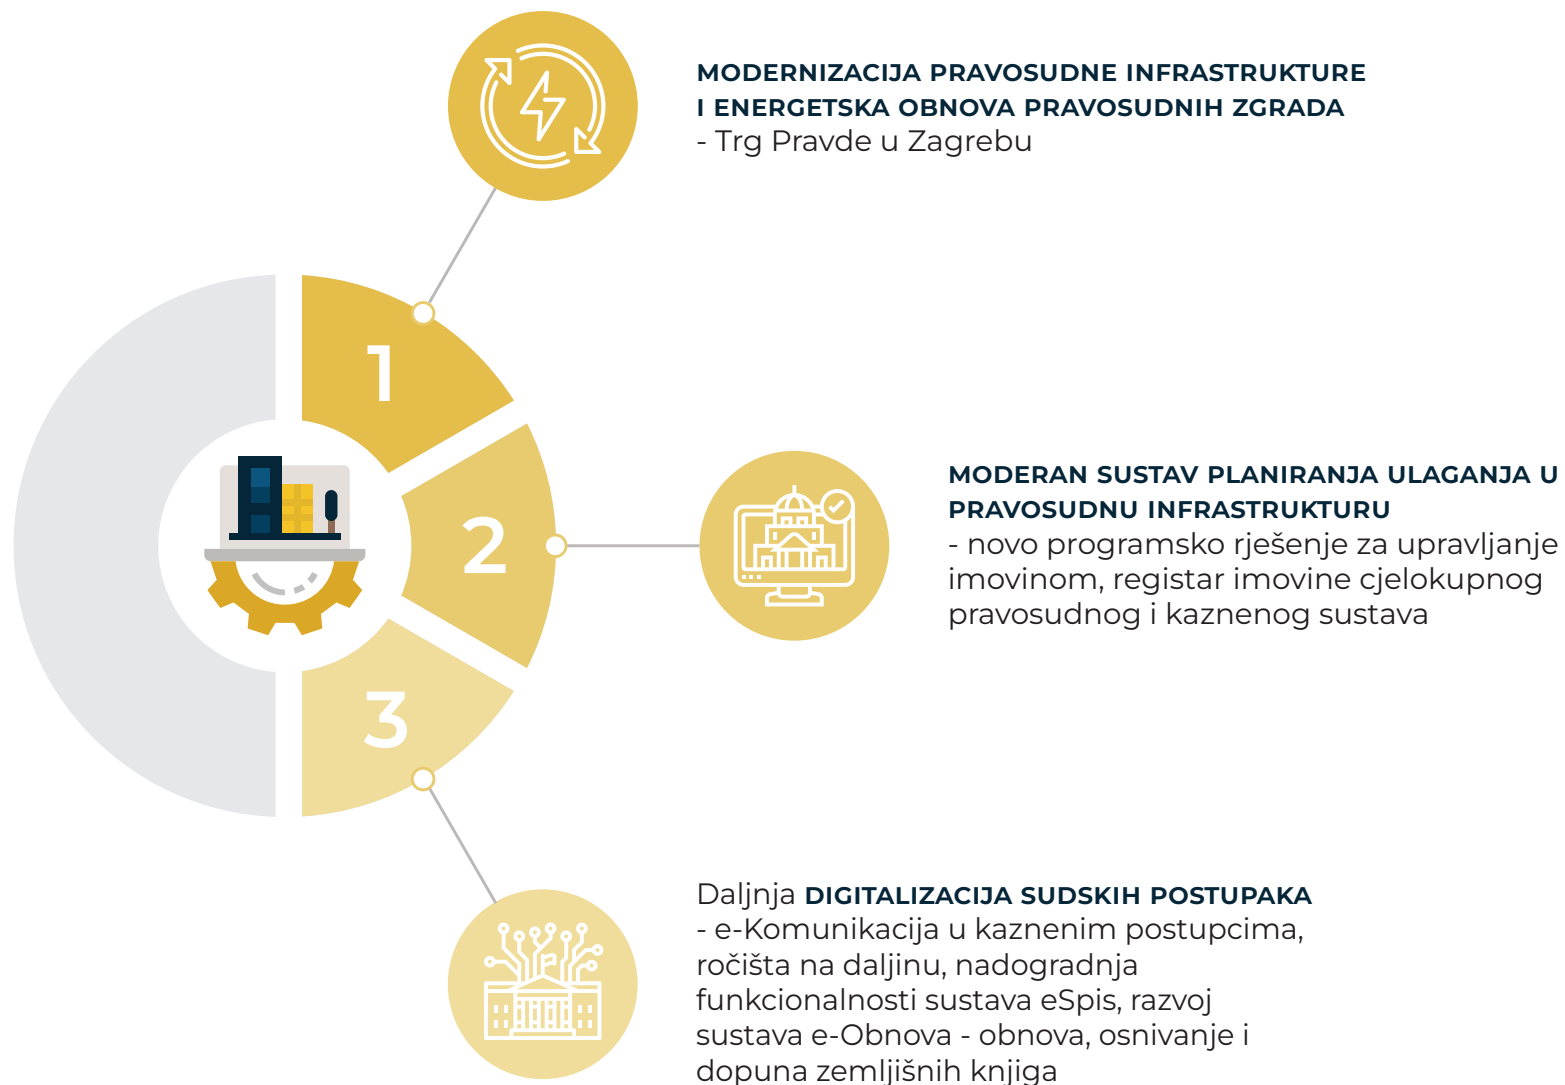 1
MODERNIZACIJA PRAVOSUDNE INFRASTRUKTURE
I ENERGETSKA OBNOVA PRAVOSUDNIH ZGRADA
- Trg Pravde u Zagrebu
2
MODERAN SUSTAV PLANIRANJA ULAGANJA U
PRAVOSUDNU INFRASTRUKTURU
- novo programsko rješenje za upravljanje
imovinom, registar imovine cjelokupnog
pravosudnog i kaznenog sustava
3
Daljnja DIGITALIZACIJA SUDSKIH POSTUPAKA
- e-Komunikacija u kaznenim postupcima,
ročišta na daljinu, nadogradnja
funkcionalnosti sustava eSpis, razvoj
sustava e-Obnova - obnova, osnivanje i
dopuna zemljišnih knjiga